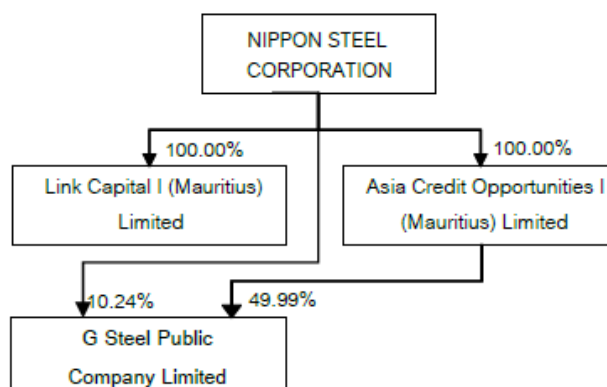 NIPPON STEEL
CORPORATION
100.00%
100.00%
Link Capital I (Mauritius)
Limited
Asia Credit Opportunities I
(Mauritius) Limited
10.24%
49.99%
G Steel Public
Company Limited